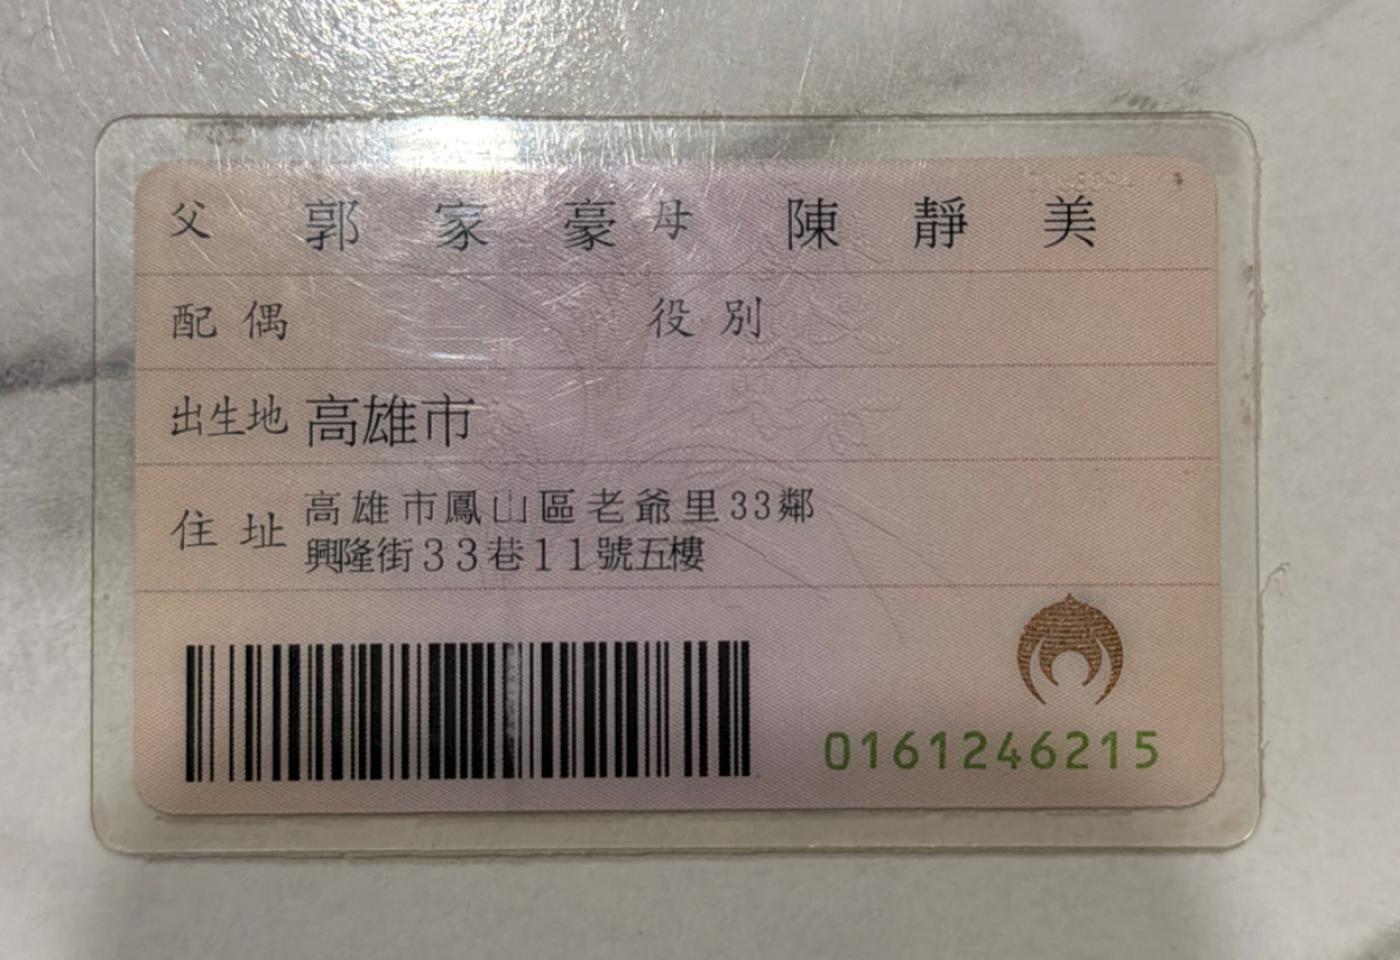 父 郭家豪 母 陳靜美
配偶 役別
出生地 高雄市
住址 高雄市鳳山區老爺里33鄰
興隆街33巷11號五樓
0161246215